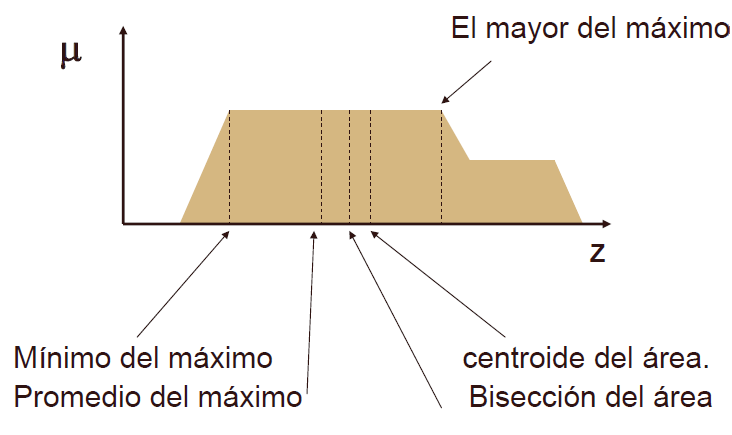 El mayor del máximo
μ
z
Mínimo del máximo
centroide del área.
Promedio del máximo
Bisección del área